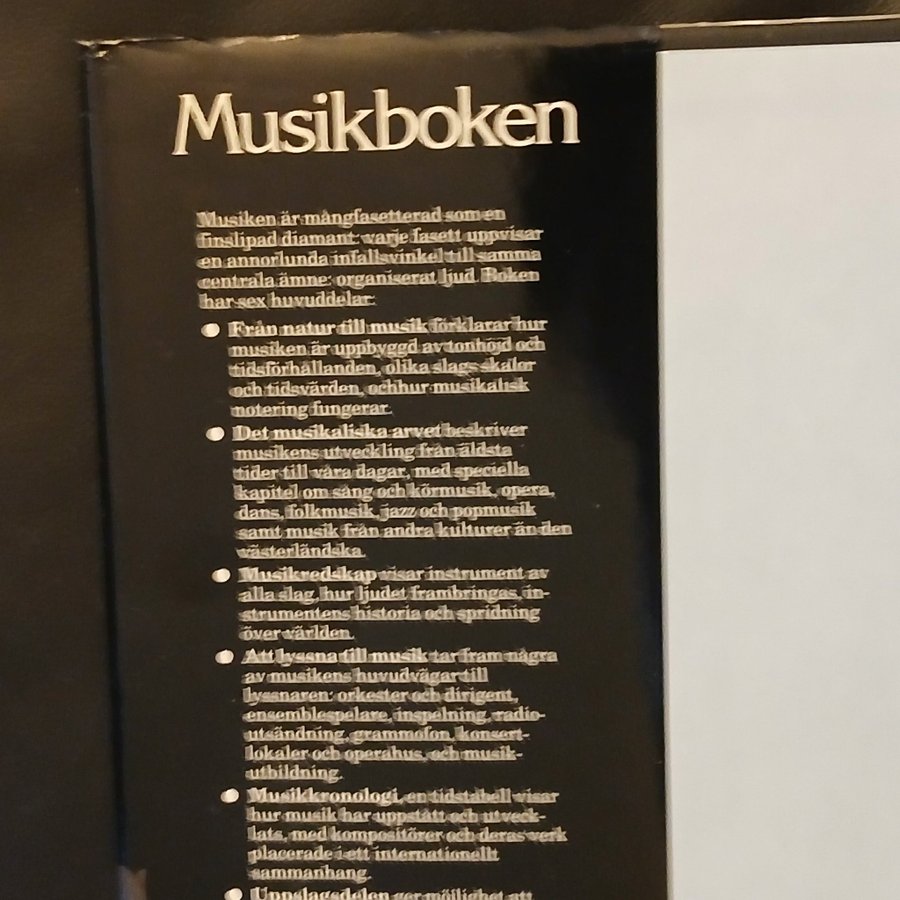 Musikboken
Musiken är mångfasetterad som en
finslipad diamant: varje fasett uppvisar
en annorlunda infallsvinkel till samma
centrala ämne: organiserat ljud. Boken
har sex huvuddelar:
Från natur till musik förklarar hur
musiken är uppbyggd av tonhöjd och
tidsförhållanden, olika slags skalor
och tidsvärden, ochhur musikalisk
notering fungerar.
Det musikaliska arvet beskriver
musikens utveckling från äldsta
tider till våra dagar, med speciella
kapitel om sång och körmusik, opera,
dans, folkmusik, jazz och popmusik
samt musik från andra kulturer än den
västerländska.
Musikredskap visar instrument av
alla slag, hur ljudet frambringas, in-
strumentens historia och spridning
över världen.
Att lyssna till musik tar fram några
av musikens huvudvägar till
lyssnaren: orkester och dirigent,
ensemblespelare, inspelning, radio-
utsändning, grammofon, konsert-
lokaler och operahus, och musik-
utbildning.
Musikkronologi, en tidstabell visar
hur musik har uppstått och utveck-
lats, med kompositörer och deras verk
placerade i ett internationellt
sammanhang.
Uppslagsdelen ger möjlighet att